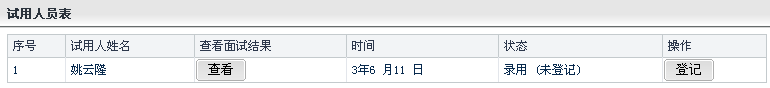 试用人员表
序号 试用人姓名 查看面试结果 时间 状态 操作
1 姚云隆 查看 3年6 月11 日 录用 (未登记) 登记